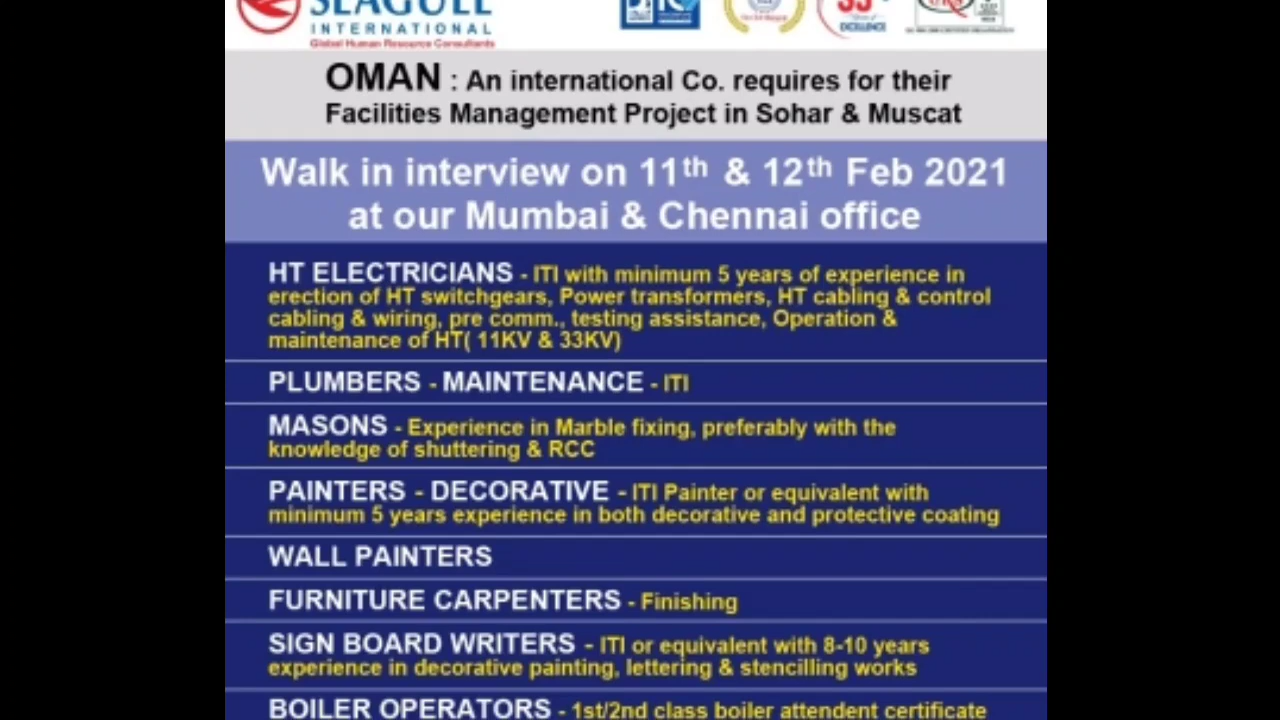 SEAGULL
INTERNATIONAL
Global Human Resource Consultants
EXCELLENCE
OMAN : An international Co. requires for their
Facilities Management Project in Sohar & Muscat
Walk in interview on 11th & 12th Feb 2021
at our Mumbai & Chennai office
HT ELECTRICIANS - ITI with minimum 5 years of experience in
erection of HT switchgears, Power transformers, HT cabling & control
cabling & wiring, pre comm., testing assistance, Operation &
maintenance of HT( 11KV & 33KV)
PLUMBERS - MAINTENANCE - ITI
MASONS - Experience in Marble fixing, preferably with the
knowledge of shuttering & RCC
PAINTERS - DECORATIVE - ITI Painter or equivalent with
minimum 5 years experience in both decorative and protective coating
WALL PAINTERS
FURNITURE CARPENTERS - Finishing
SIGN BOARD WRITERS - ITI or equivalent with 8-10 years
experience in decorative painting, lettering & stencilling works
BOILER OPERATORS - 1st/2nd class boiler attendent certificate